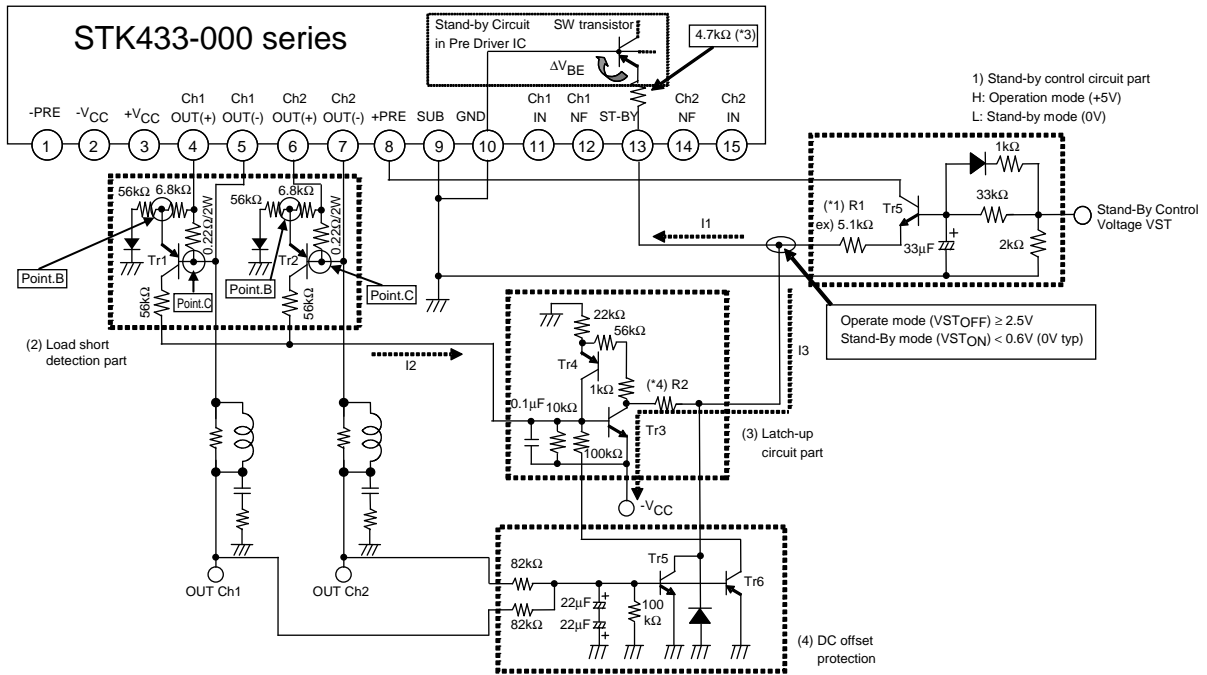 STK433-000 series
Stand-by Circuit
in Pre Driver IC
SW transistor
ΔVBE
4.7kΩ (*3)
1) Stand-by control circuit part
H: Operation mode (+5V)
L: Stand-by mode (0V)
-PRE
-VCC
+VCC
Ch1
OUT(+)
Ch1
OUT(-)
Ch2
OUT(+)
Ch2
OUT(-)
+PRE
SUB
GND
Ch1
IN
Ch1
NF
ST-BY
Ch2
NF
Ch2
IN
1
2
3
4
5
6
7
8
9
10
11
12
13
14
15
56kΩ
6.8kΩ
0.22Ω/2W
Tr1
56kΩ
56kΩ
6.8kΩ
0.22Ω/2W
Tr2
56kΩ
Point.B
Point.C
Point.B
Point.C
(2) Load short
detection part
I1
I2
I3
(*1) R1
ex) 5.1kΩ
Tr5
1kΩ
33kΩ
33μF
2kΩ
Stand-By Control
Voltage VST
Operate mode (VSTOFF) ≥ 2.5V
Stand-By mode (VSTON) < 0.6V (0V typ)
22kΩ
56kΩ
Tr4
1kΩ
(*4) R2
0.1μF
10kΩ
Tr3
100kΩ
(3) Latch-up
circuit part
-VCC
OUT Ch1
OUT Ch2
82kΩ
82kΩ
22μF
22μF
100
kΩ
Tr5
Tr6
(4) DC offset
protection